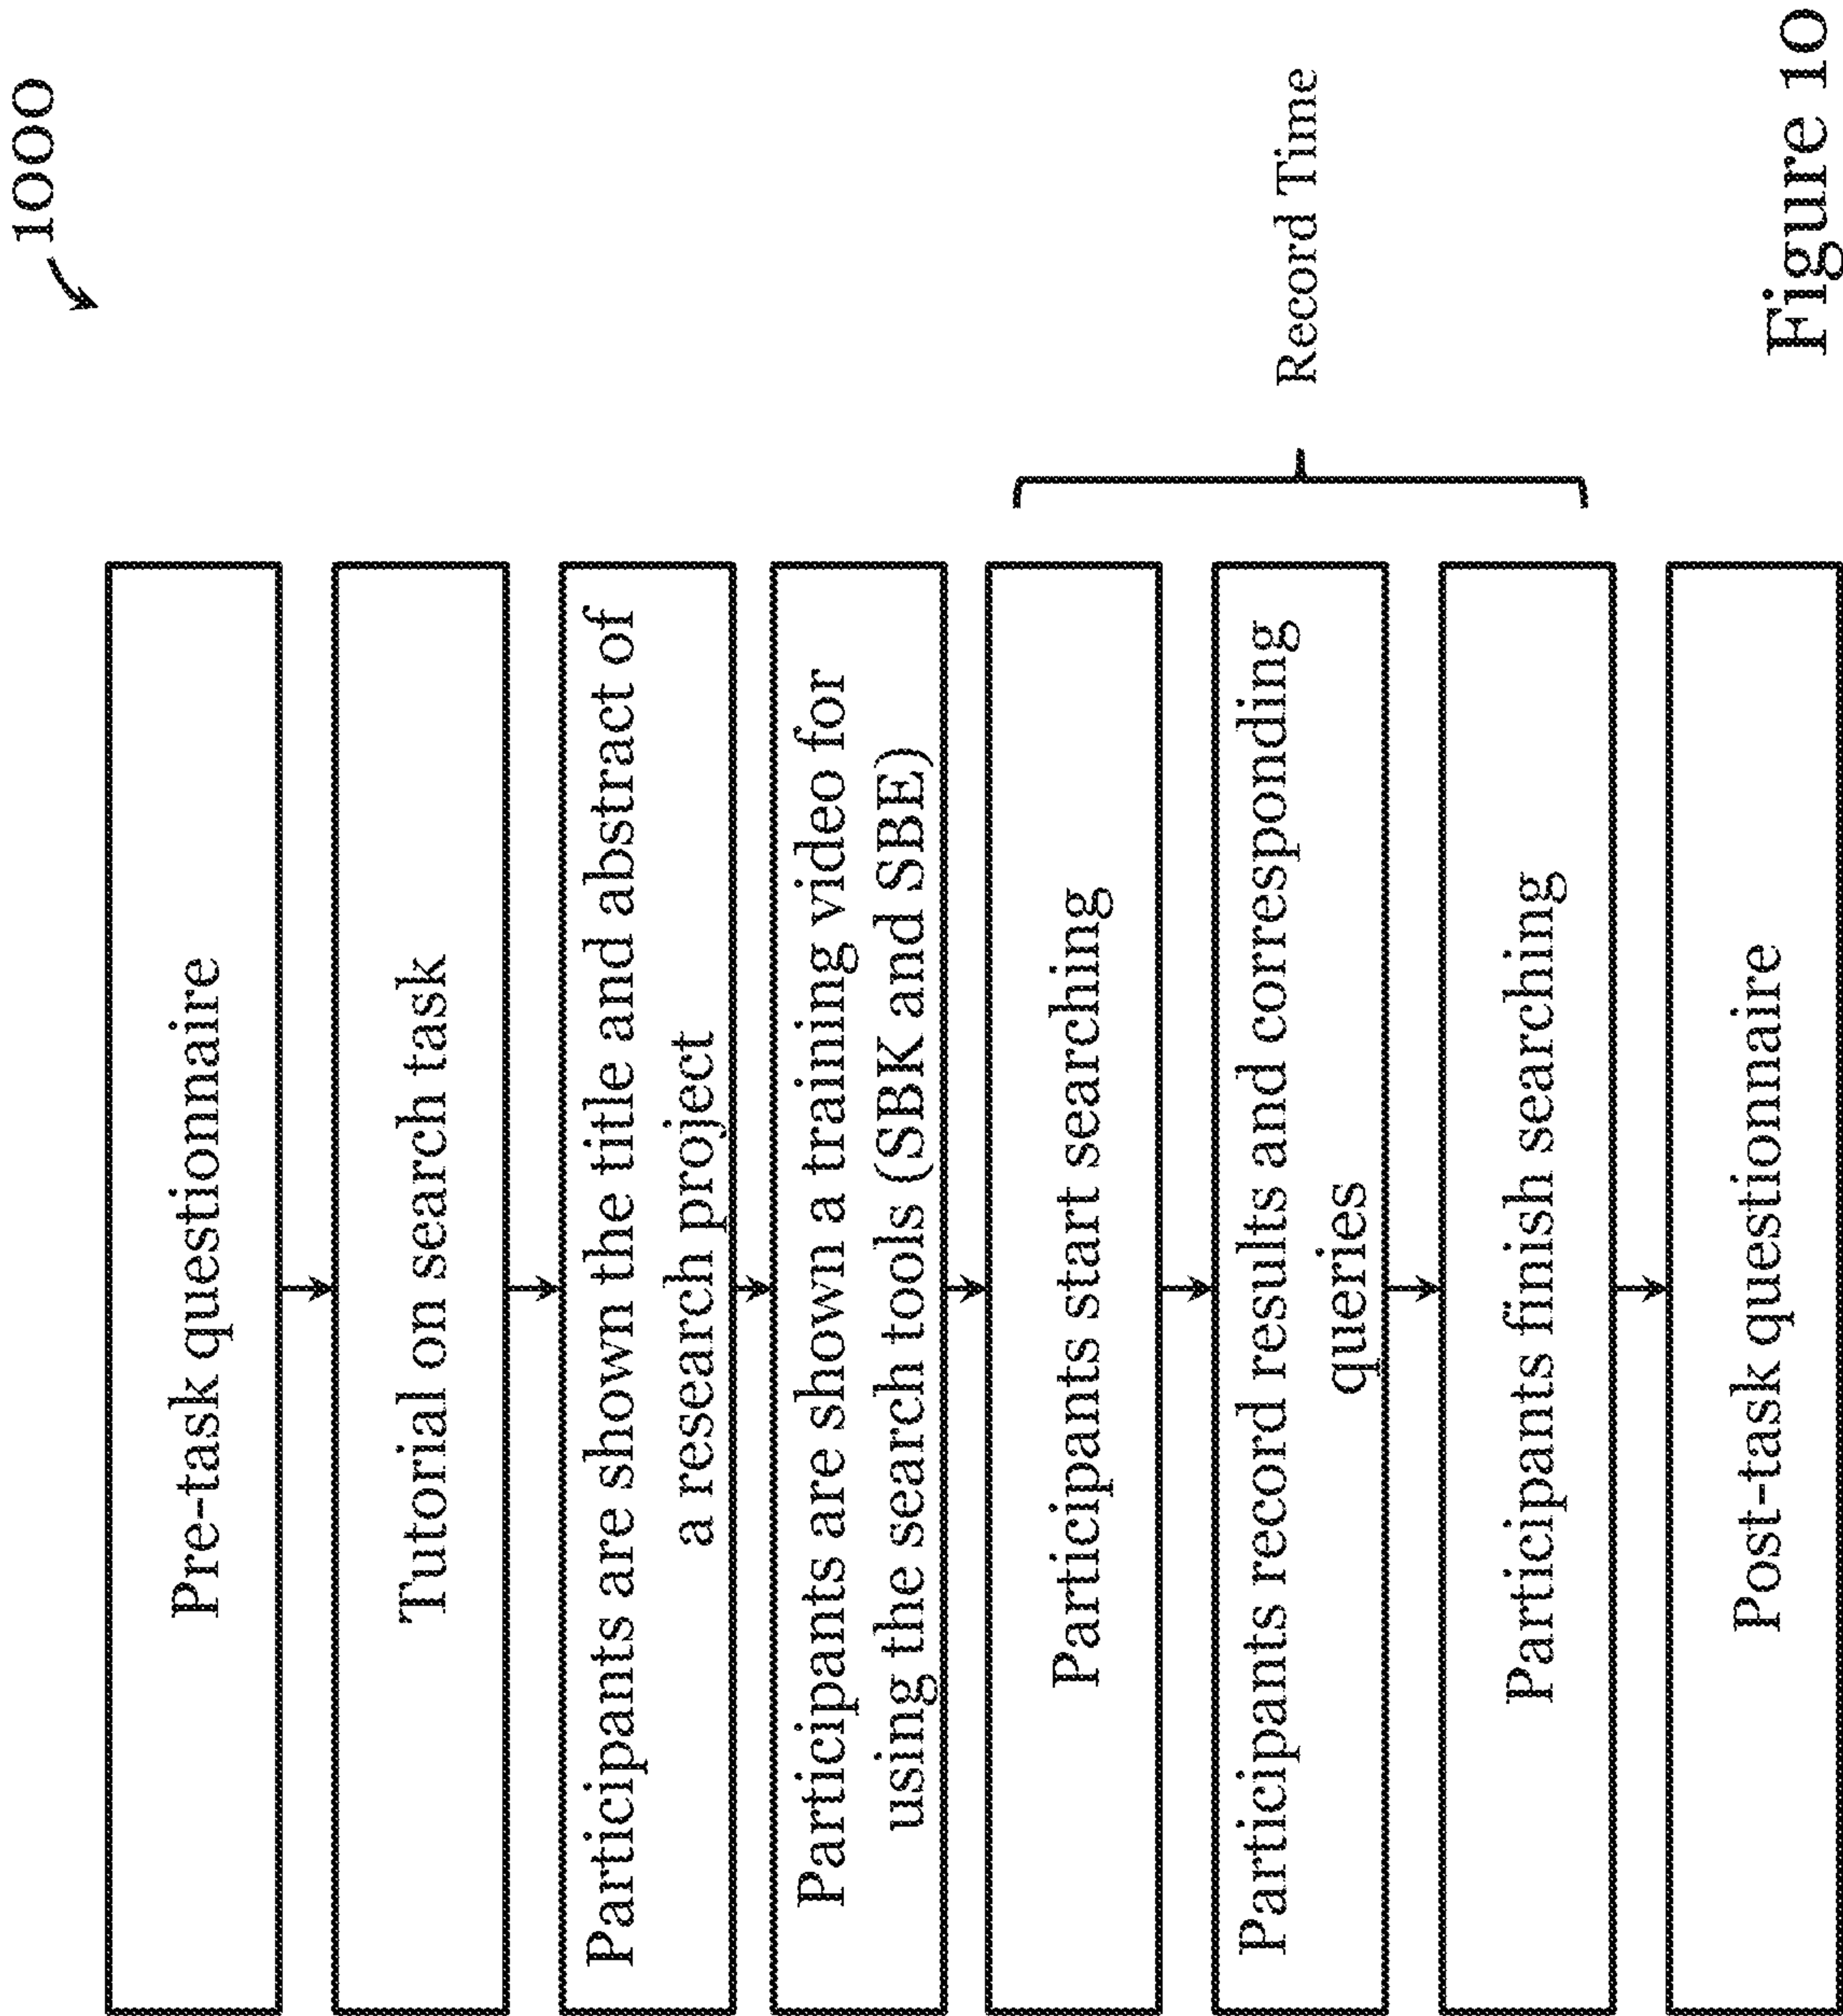 1000
Pre-task questionnaire
Tutorial on search task
Participants are shown the title and abstract of
a research project
Participants are shown a training video for
using the search tools (SBK and SBE)
Participants start searching
Participants record results and corresponding
queries
Participants finish searching
Post-task questionnaire
Record Time
Figure 10